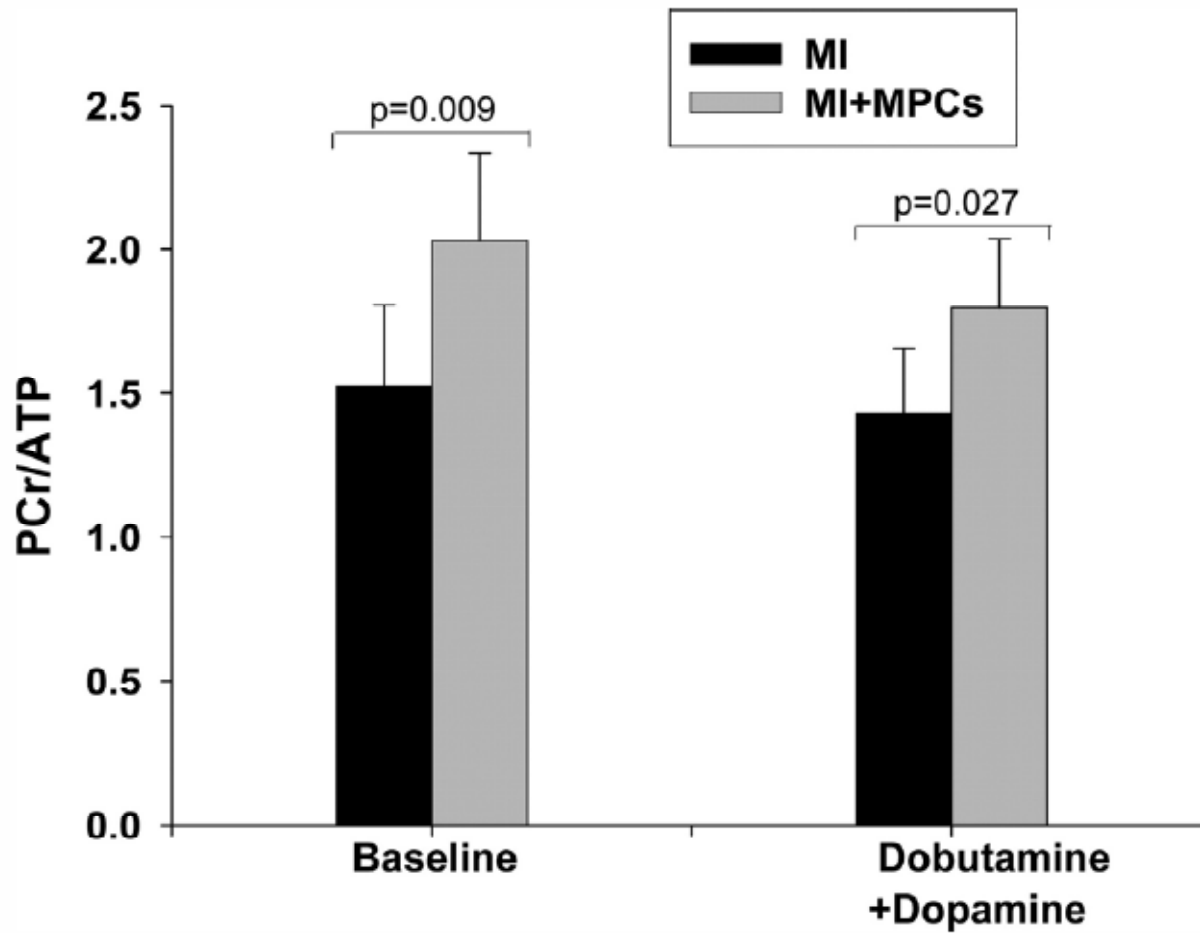 MI
MI+MPCs
2.5
p=0.009
p=0.027
2.0
1.5
PCr/ATP
1.0
0.5
0.0
Baseline
Dobutamine
+Dopamine